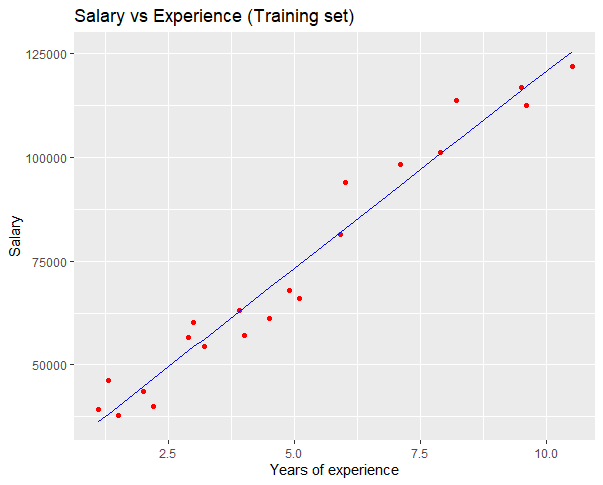 Salary vs Experience (Training set)
125000
100000
75000
50000
Salary
2.5
5.0
7.5
10.0
Years of experience